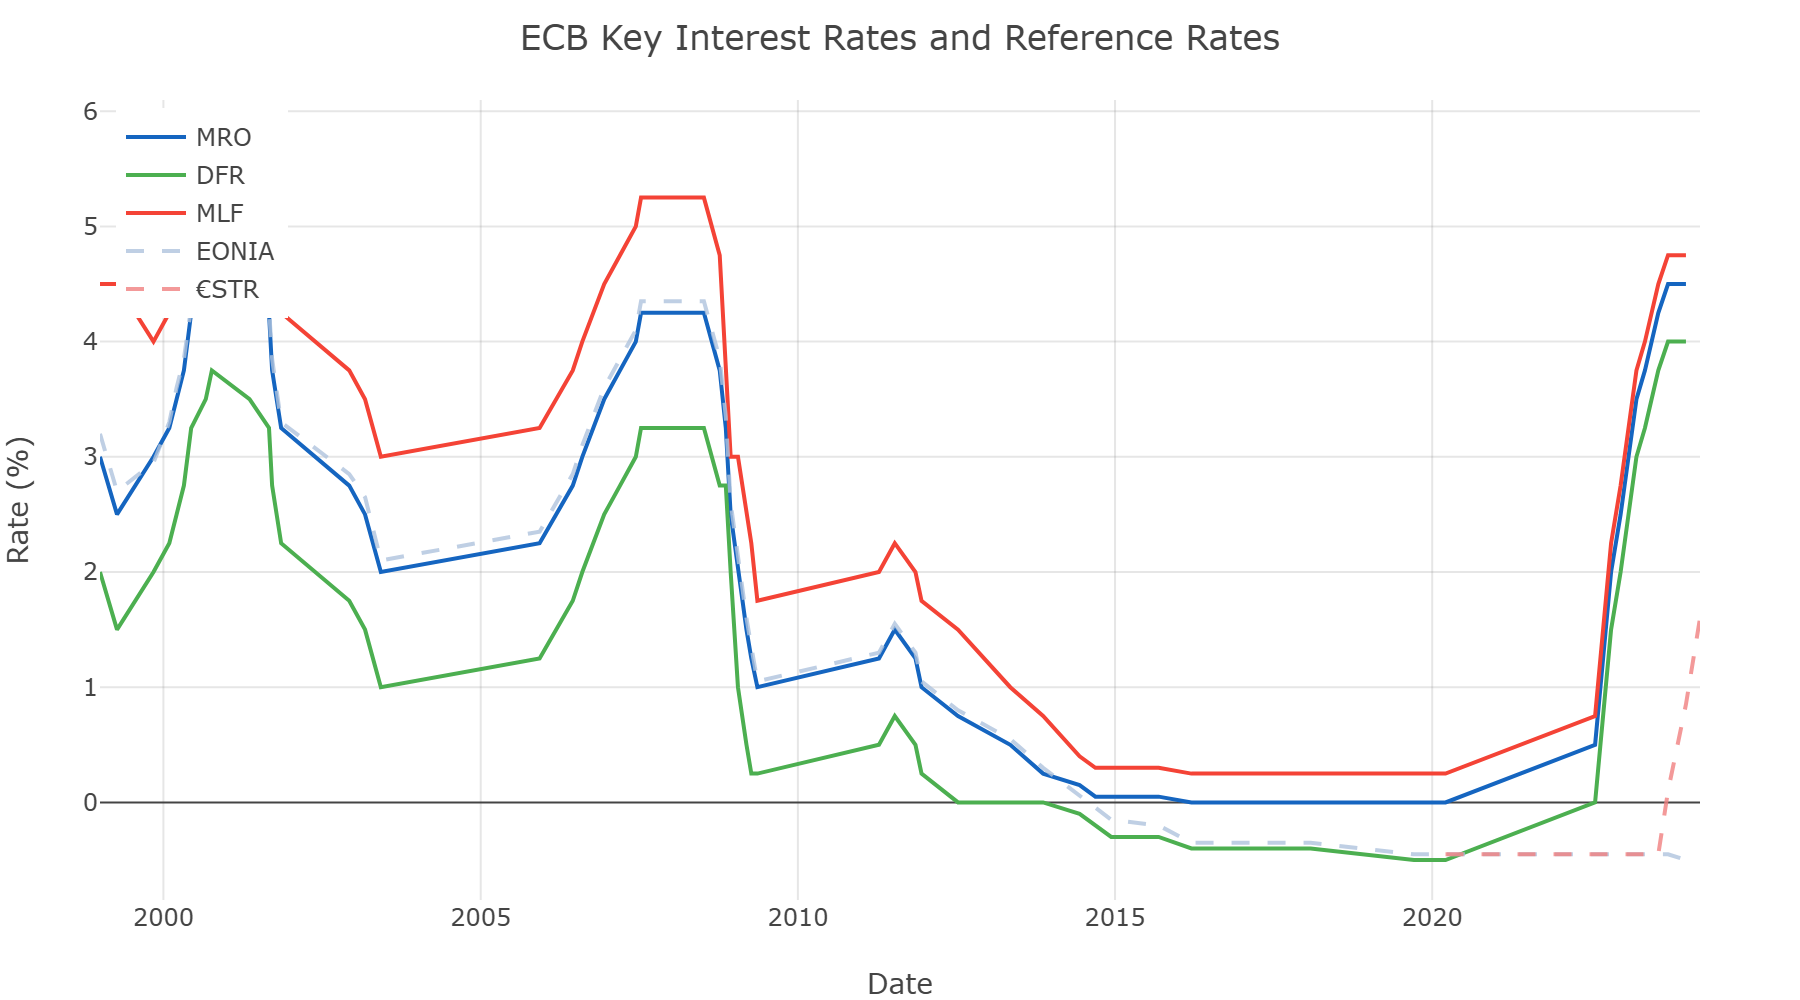 ECB Key Interest Rates and Reference Rates
6
5
4
3
2
1
0
Rate (%)
MRO
DFR
MLF
EONIA
€STR
2000 2005 2010 2015 2020
Date